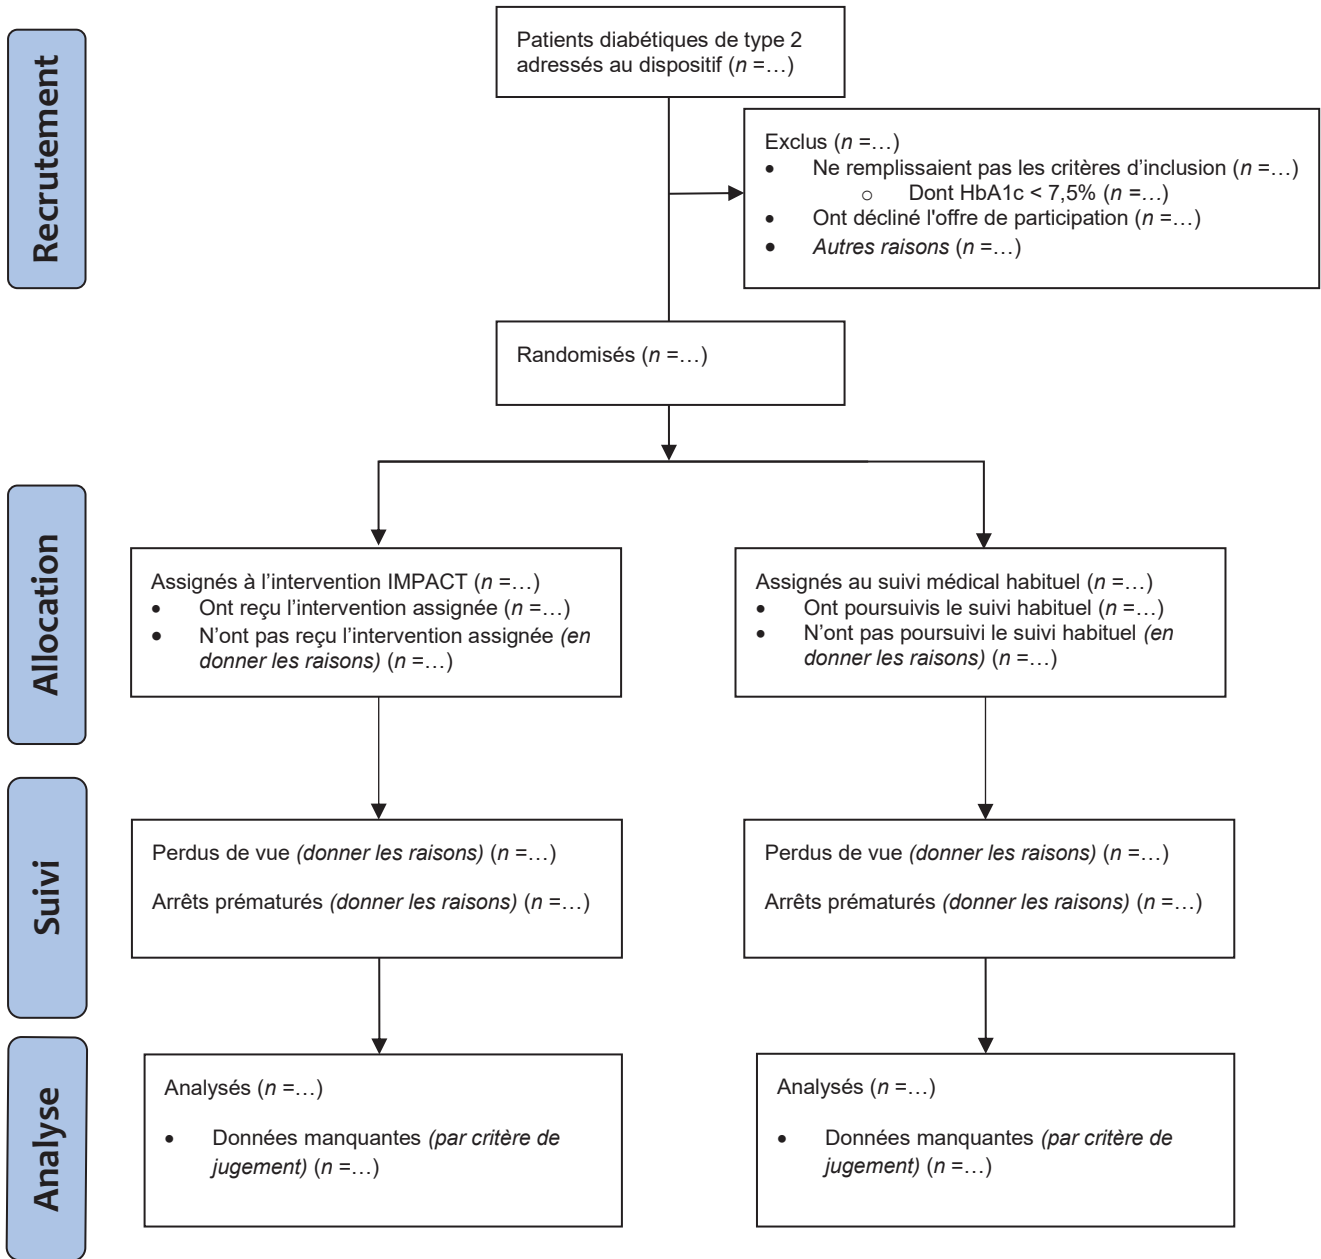 Recrutement
Patients diabétiques de type 2
adressés au dispositif (n =…)
Exclus (n =…)
• Ne remplissaient pas les critères d’inclusion (n =…)
o Dont HbA1c < 7,5% (n =…)
• Ont décliné l'offre de participation (n =…)
• Autres raisons (n =…)
Randomisés (n =…)
Allocation
Assignés à l’intervention IMPACT (n =…)
• Ont reçu l’intervention assignée (n =…)
• N’ont pas reçu l’intervention assignée (en
donner les raisons) (n =…)
Assignés au suivi médical habituel (n =…)
• Ont poursuivis le suivi habituel (n =…)
• N’ont pas poursuivi le suivi habituel (en
donner les raisons) (n =…)
Suivi
Perdus de vue (donner les raisons) (n =…)
Arrêts prématurés (donner les raisons) (n =…)
Perdus de vue (donner les raisons) (n =…)
Arrêts prématurés (donner les raisons) (n =…)
Analyse
Analysés (n =…)
• Données manquantes (par critère de
jugement) (n =…)
Analysés (n =…)
• Données manquantes (par critère de
jugement) (n =…)